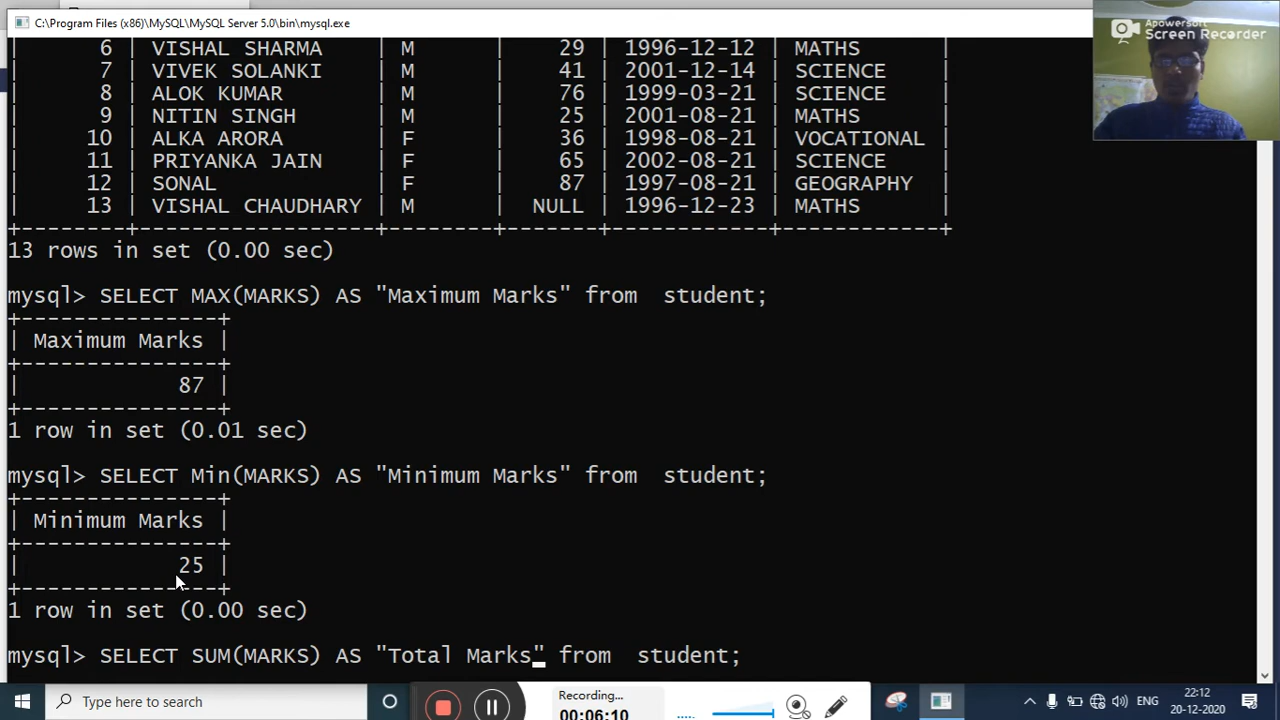 C:\Program Files (x86)\MySQL\MySQL Server 5.0\bin\mysql.exe
Apowersoft
Screen Recorder
| 6 | VISHAL SHARMA | M | 29 | 1996-12-12 | MATHS |
| 7 | VIVEK SOLANKI | M | 41 | 2001-12-14 | SCIENCE |
| 8 | ALOK KUMAR | M | 76 | 1999-03-21 | SCIENCE |
| 9 | NITIN SINGH | M | 25 | 2001-08-21 | MATHS |
| 10 | ALKA ARORA | F | 36 | 1998-08-21 | VOCATIONAL |
| 11 | PRIYANKA JAIN | F | 65 | 2002-08-21 | SCIENCE |
| 12 | SONAL | F | 87 | 1997-08-21 | GEOGRAPHY |
| 13 | VISHAL CHAUDHARY | M | NULL | 1996-12-23 | MATHS |
13 rows in set (0.00 sec)
mysql> SELECT MAX(MARKS) AS "Maximum Marks" from  student;
| Maximum Marks |
| 87 |
1 row in set (0.01 sec)
mysql> SELECT Min(MARKS) AS "Minimum Marks" from  student;
| Minimum Marks |
| 25 |
1 row in set (0.00 sec)
mysql> SELECT SUM(MARKS) AS "Total Marks" from  student;
Type here to search
Recording...
00:06:10
ENG
22:12
20-12-2020